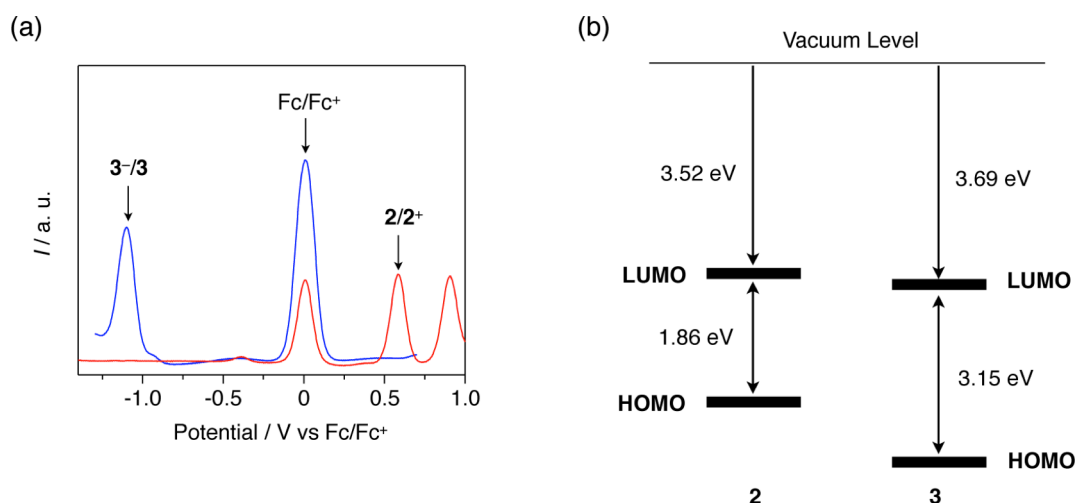 (a)
Fc/Fc⁺
3⁻/3
2/2⁺
I / a. u.
-1.0
-0.5
0
0.5
1.0
Potential / V vs Fc/Fc⁺
(b)
Vacuum Level
3.52 eV
3.69 eV
LUMO
LUMO
1.86 eV
3.15 eV
HOMO
HOMO
2
3